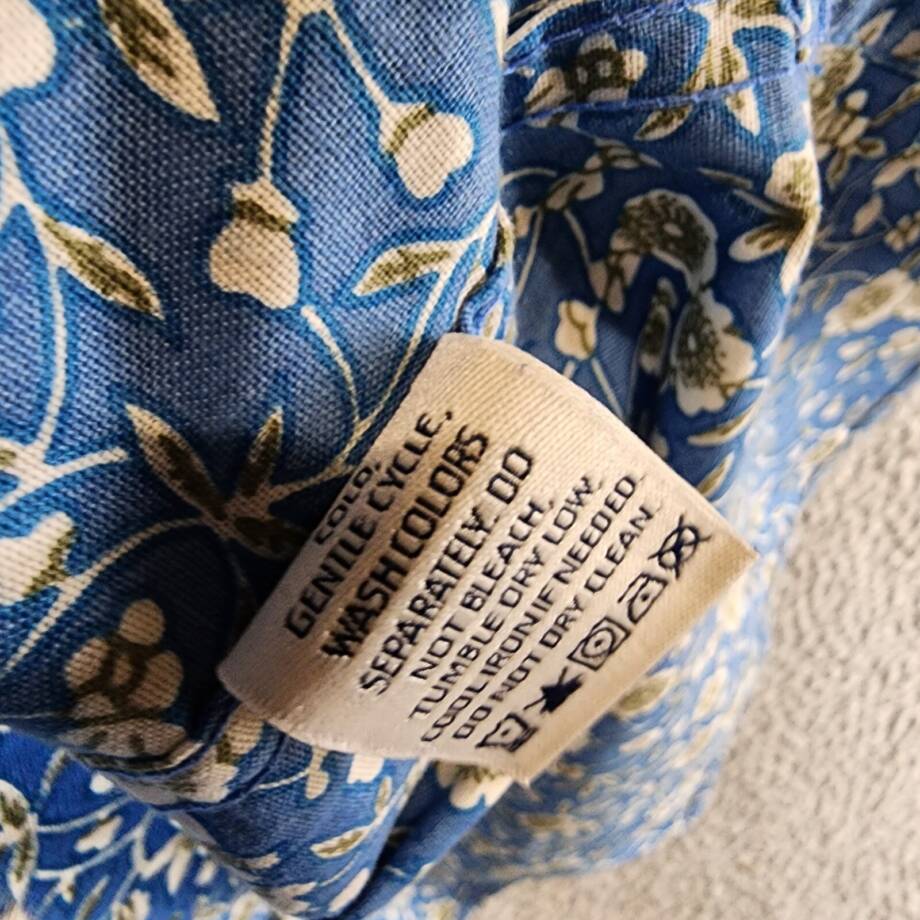 COLD,
GENTLE CYCLE,
WASH COLORS
SEPARATELY. DO
NOT BLEACH,
TUMBLE DRY LOW.
COOL IRON IF NEEDED.
DO NOT DRY CLEAN.